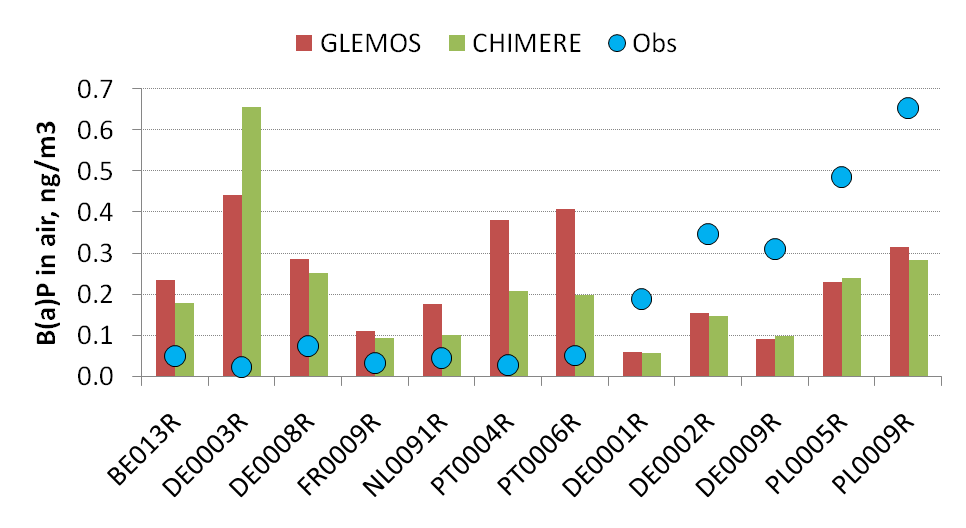 GLEMOS CHIMERE Obs
B(a)P in air, ng/m3
0.7
0.6
0.5
0.4
0.3
0.2
0.1
0.0
BE013R DE0003R DE0008R FR0009R NL0091R PT0004R PT0006R DE0001R DE0002R DE0009R PL0005R PL0009R